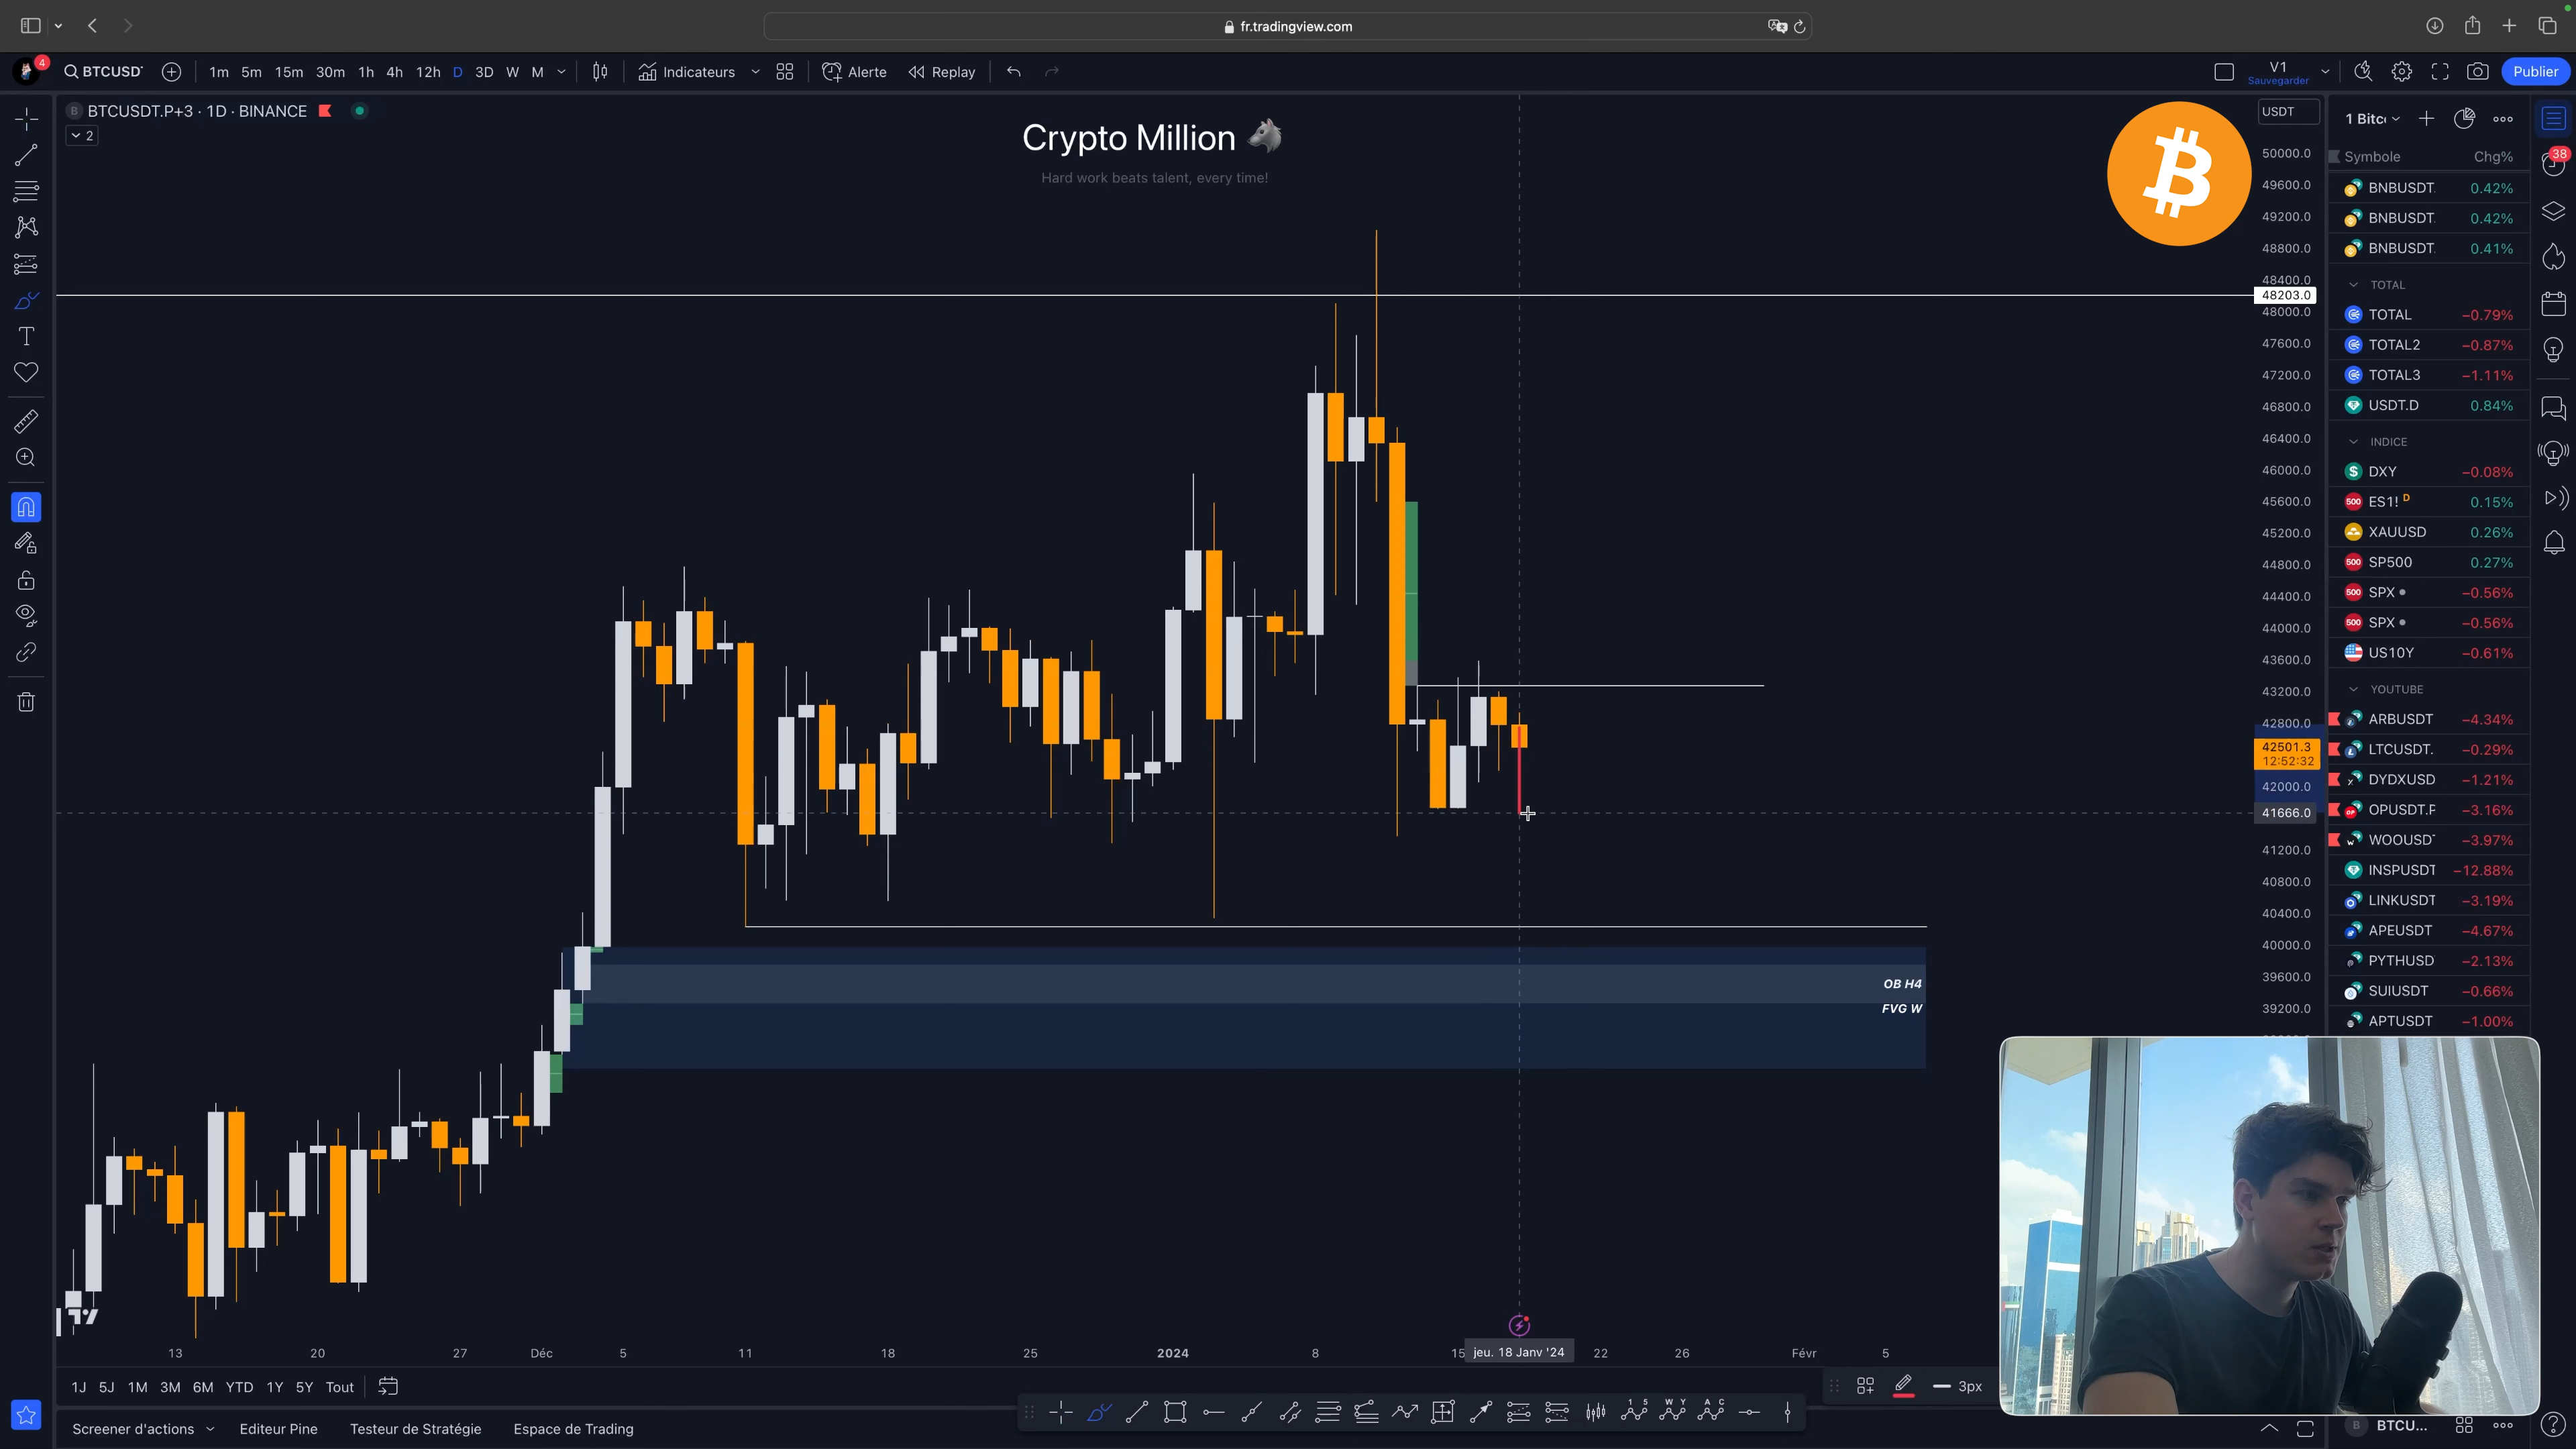 fr.tradingview.com
4
BTCUSD
1m 5m 15m 30m 1h 4h 12h D 3D W M
Indicateurs
Alerte
Replay
V1
Sauvegarder
Publier
BTCUSDT.P+3 · 1D · BINANCE
2
Crypto Million
Hard work beats talent, every time!
USDT
50000.0
49600.0
49200.0
48800.0
48400.0
48203.0
48000.0
47600.0
47200.0
46800.0
46400.0
46000.0
45600.0
45200.0
44800.0
44400.0
44000.0
43600.0
43200.0
42800.0
42501.3
12:52:32
42000.0
41666.0
41200.0
40800.0
40400.0
40000.0
39600.0
39200.0
OB H4
FVG W
1 Bitc
38
Symbole Chg%
BNBUSDT 0.42%
BNBUSDT 0.42%
BNBUSDT 0.41%
TOTAL
TOTAL −0.79%
TOTAL2 −0.87%
TOTAL3 −1.11%
USDT.D 0.84%
INDICE
DXY −0.08%
ES1! D 0.15%
XAUUSD 0.26%
SP500 0.27%
SPX −0.56%
SPX −0.56%
US10Y −0.61%
YOUTUBE
ARBUSDT −4.34%
LTCUSDT. −0.29%
DYDXUSD −1.21%
OPUSDT.F −3.16%
WOOUSD −3.97%
INSPUSDT −12.88%
LINKUSDT −3.19%
APEUSDT −4.67%
PYTHUSD −2.13%
SUIUSDT −0.66%
APTUSDT −1.00%
13 20 27 Déc 5 11 18 25 2024 8 15 jeu. 18 Janv '24 22 26 Févr 5
1J 5J 1M 3M 6M YTD 1Y 5Y Tout
3px
Screener d'actions
Editeur Pine
Testeur de Stratégie
Espace de Trading
BTCU...